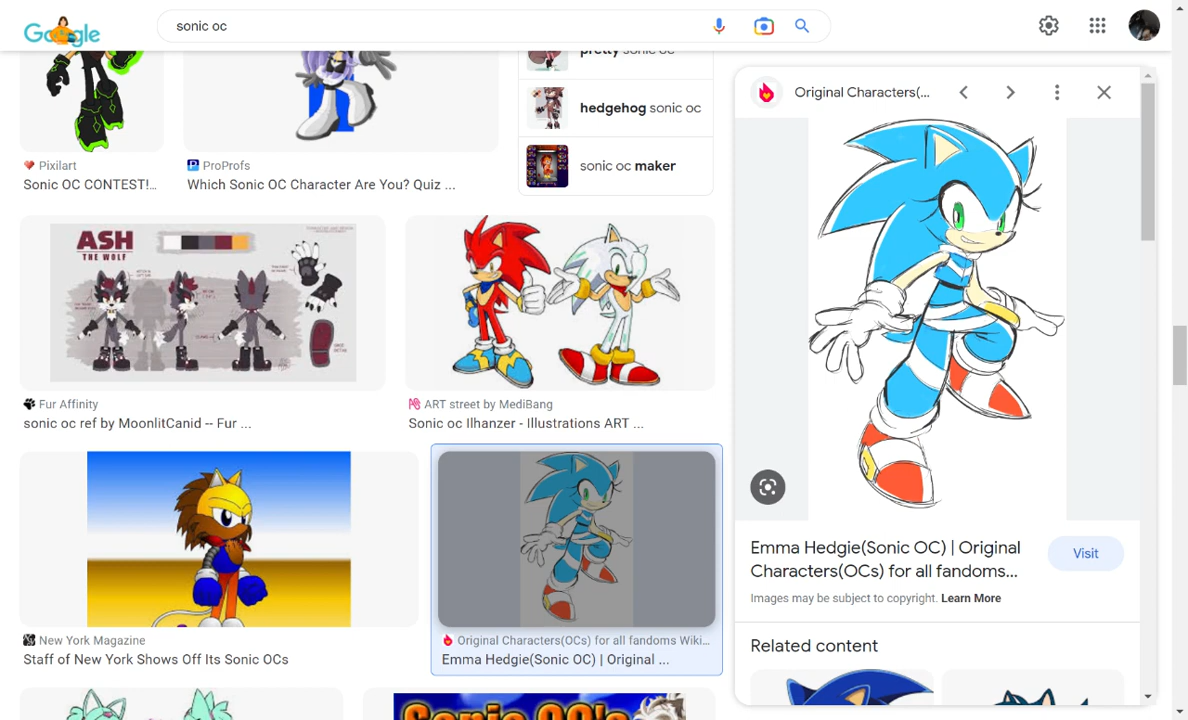 Google
sonic oc
pretty sonic oc
hedgehog sonic oc
sonic oc maker
Pixilart
Sonic OC CONTEST!...
ProProfs
Which Sonic OC Character Are You? Quiz ...
ASH
THE WOLF
Fur Affinity
sonic oc ref by MoonlitCanid -- Fur ...
ART street by MediBang
Sonic oc Ilhanzer - Illustrations ART ...
New York Magazine
Staff of New York Shows Off Its Sonic OCs
Original Characters(OCs) for all fandoms Wiki...
Emma Hedgie(Sonic OC) | Original ...
Sonic OC's
Original Characters(...
Emma Hedgie(Sonic OC) | Original
Characters(OCs) for all fandoms...
Visit
Images may be subject to copyright. Learn More
Related content